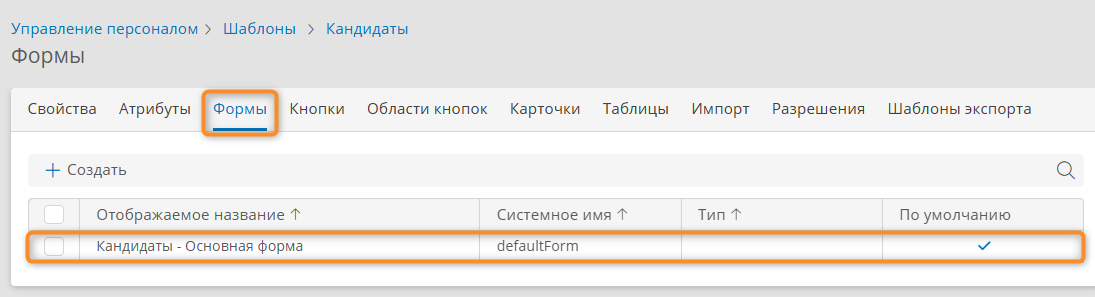 Управление персоналом > Шаблоны > Кандидаты
Формы
Свойства Атрибуты Формы Кнопки Области кнопок Карточки Таблицы Импорт Разрешения Шаблоны экспорта
+ Создать
Отображаемое название ↑ Системное имя ↑ Тип ↑ По умолчанию
Кандидаты - Основная форма defaultForm ✓